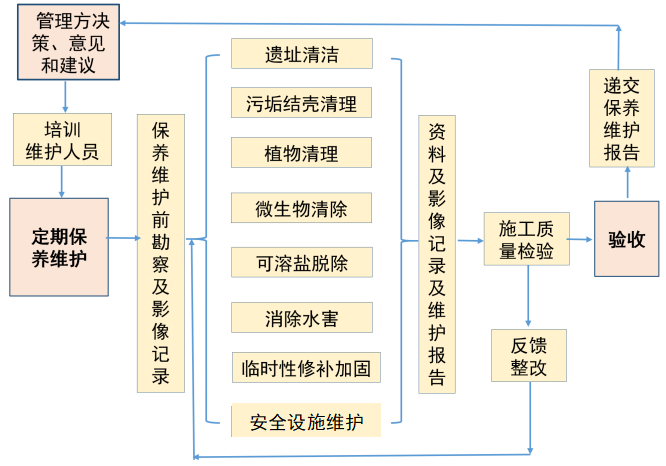 管理方决
策、意见
和建议
培训
维护人员
定期保
养维护
保养维护前勘察及影像记录
遗址清洁
污垢结壳清理
植物清理
微生物清除
可溶盐脱除
消除水害
临时性修补加固
安全设施维护
资料及影像记录及维护报告
施工质
量检验
反馈
整改
验收
递交
保养
维护
报告